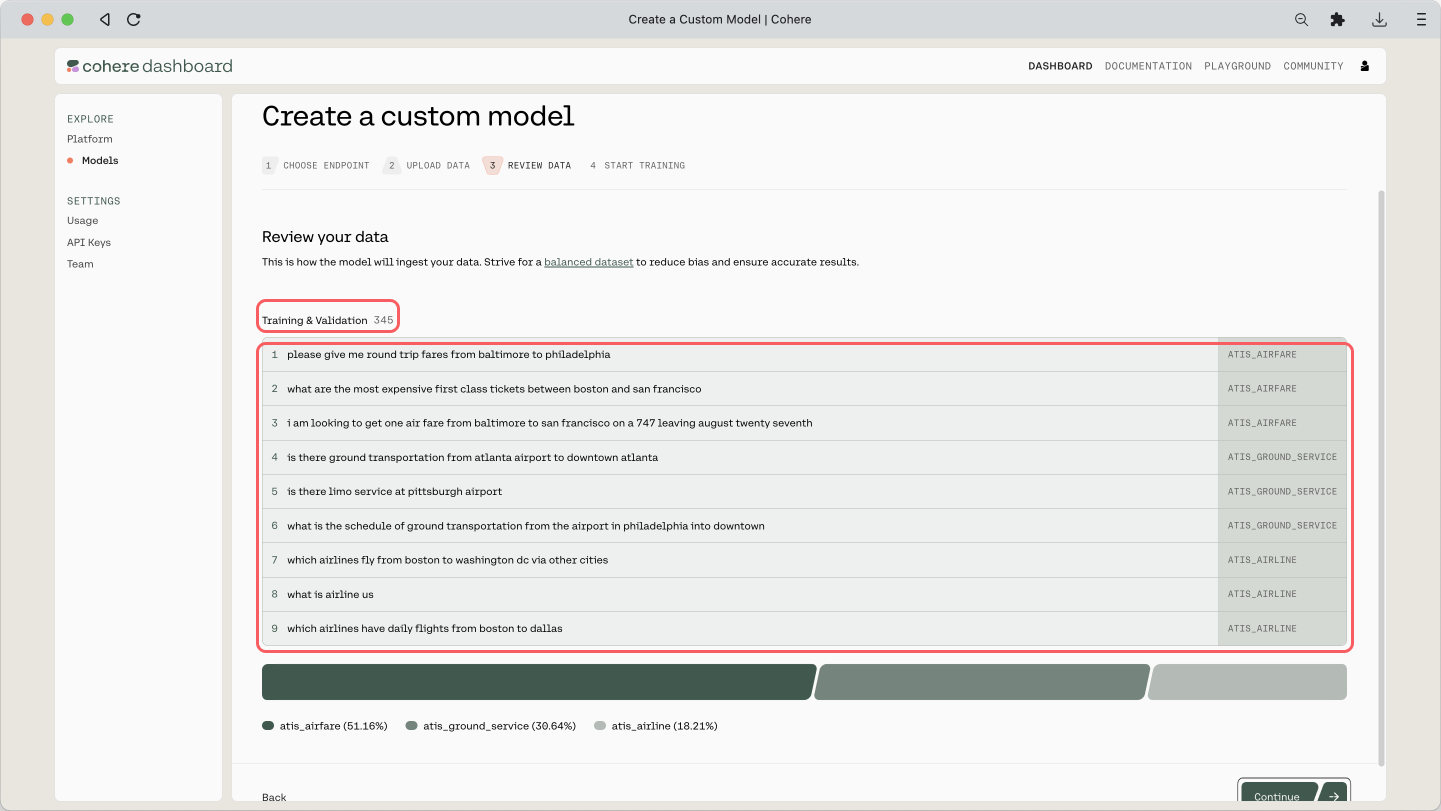 Create a Custom Model | Cohere
cohere dashboard
DASHBOARD DOCUMENTATION PLAYGROUND COMMUNITY
EXPLORE
Platform
Models
SETTINGS
Usage
API Keys
Team
Create a custom model
1 CHOOSE ENDPOINT 2 UPLOAD DATA 3 REVIEW DATA 4 START TRAINING
Review your data
This is how the model will ingest your data. Strive for a balanced dataset to reduce bias and ensure accurate results.
Training & Validation 345
1 please give me round trip fares from baltimore to philadelphia ATIS_AIRFARE
2 what are the most expensive first class tickets between boston and san francisco ATIS_AIRFARE
3 i am looking to get one air fare from baltimore to san francisco on a 747 leaving august twenty seventh ATIS_AIRFARE
4 is there ground transportation from atlanta airport to downtown atlanta ATIS_GROUND_SERVICE
5 is there limo service at pittsburgh airport ATIS_GROUND_SERVICE
6 what is the schedule of ground transportation from the airport in philadelphia into downtown ATIS_GROUND_SERVICE
7 which airlines fly from boston to washington dc via other cities ATIS_AIRLINE
8 what is airline us ATIS_AIRLINE
9 which airlines have daily flights from boston to dallas ATIS_AIRLINE
atis_airfare (51.16%) atis_ground_service (30.64%) atis_airline (18.21%)
Back
Continue